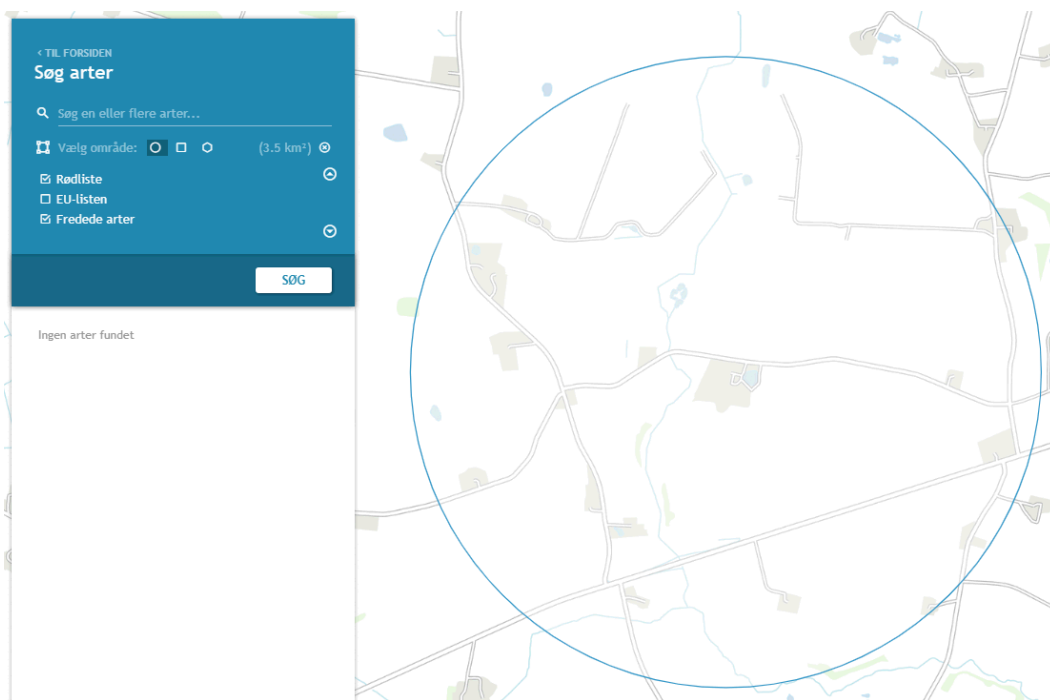 ‹ TIL FORSIDEN
Søg arter
Søg en eller flere arter...
Vælg område: (3.5 km²)
Rødliste
EU-listen
Fredede arter
SØG
Ingen arter fundet